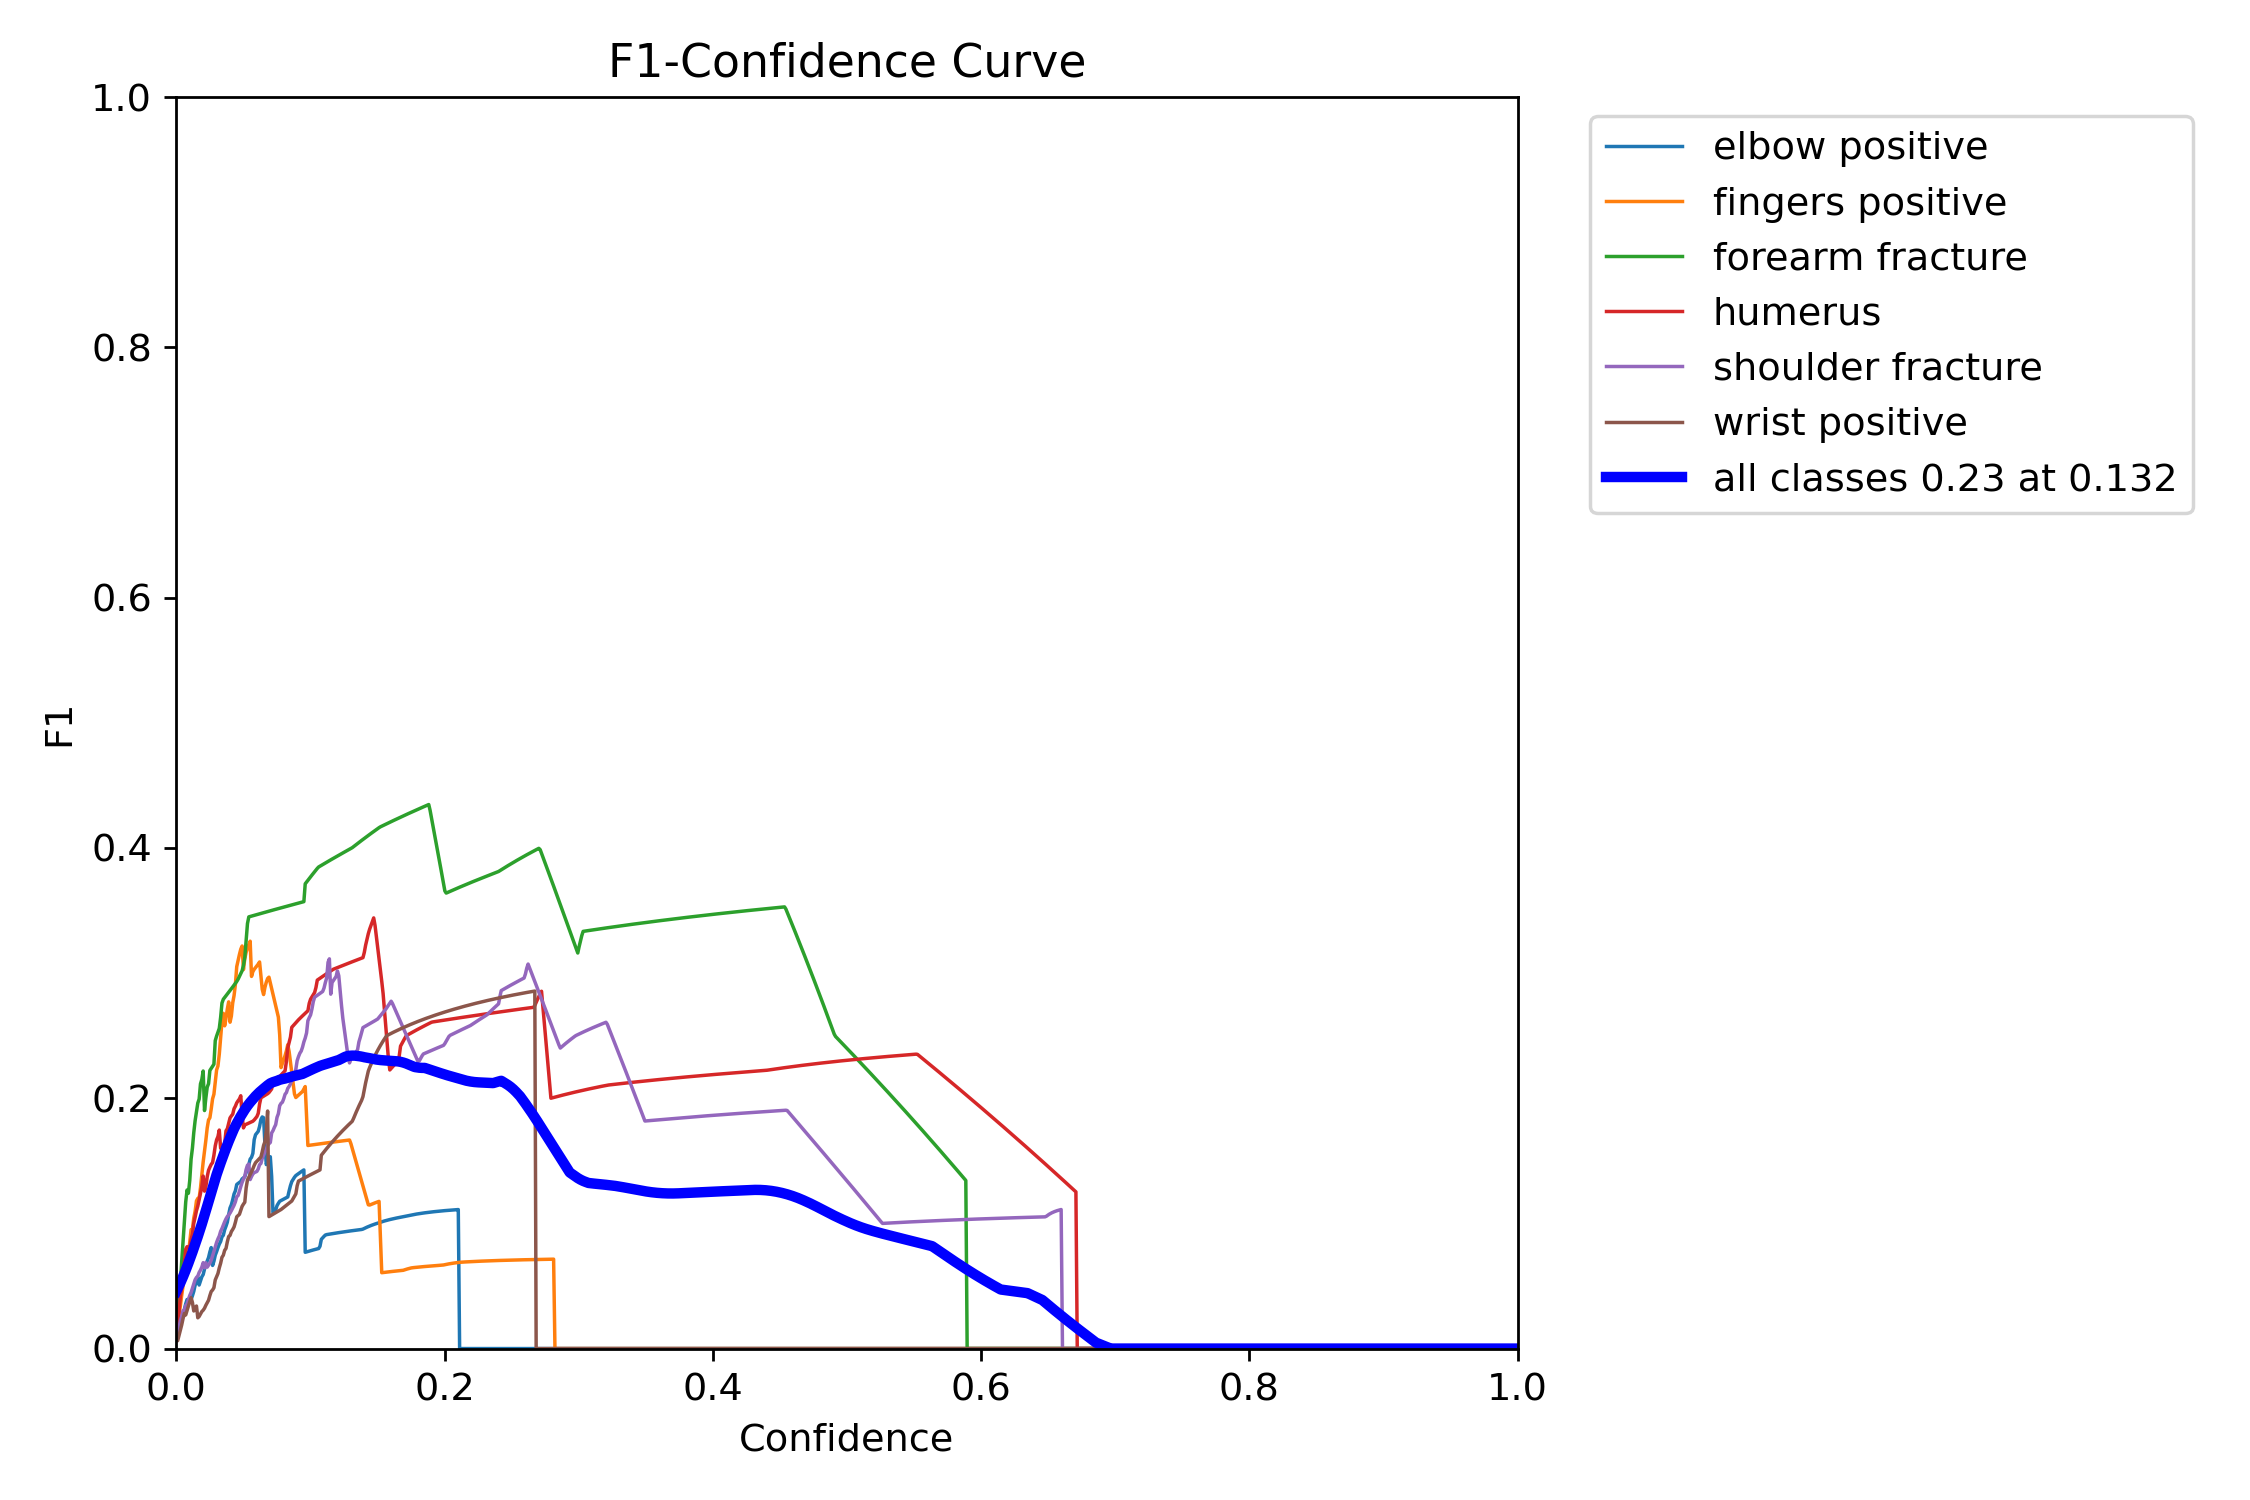 F1-Confidence Curve
1.0
0.8
0.6
0.4
0.2
0.0
F1
0.0 0.2 0.4 0.6 0.8 1.0
Confidence
elbow positive
fingers positive
forearm fracture
humerus
shoulder fracture
wrist positive
all classes 0.23 at 0.132